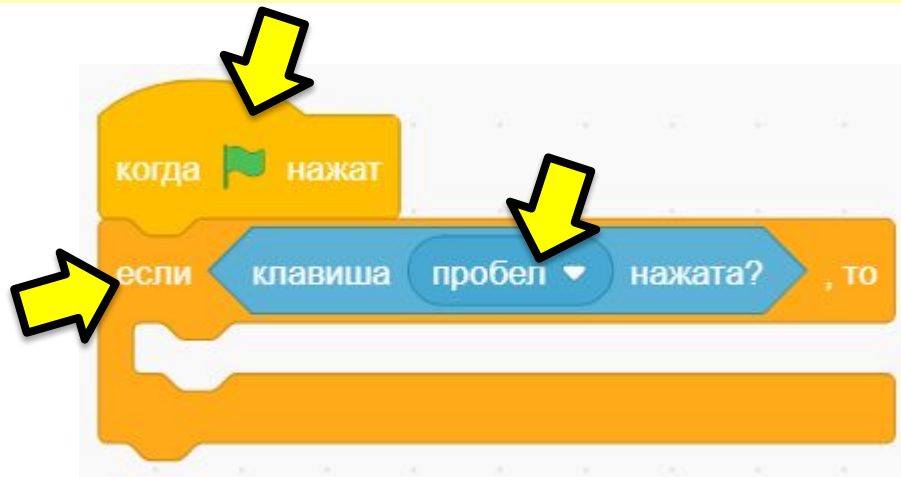 когда нажат
если клавиша пробел нажата? , то